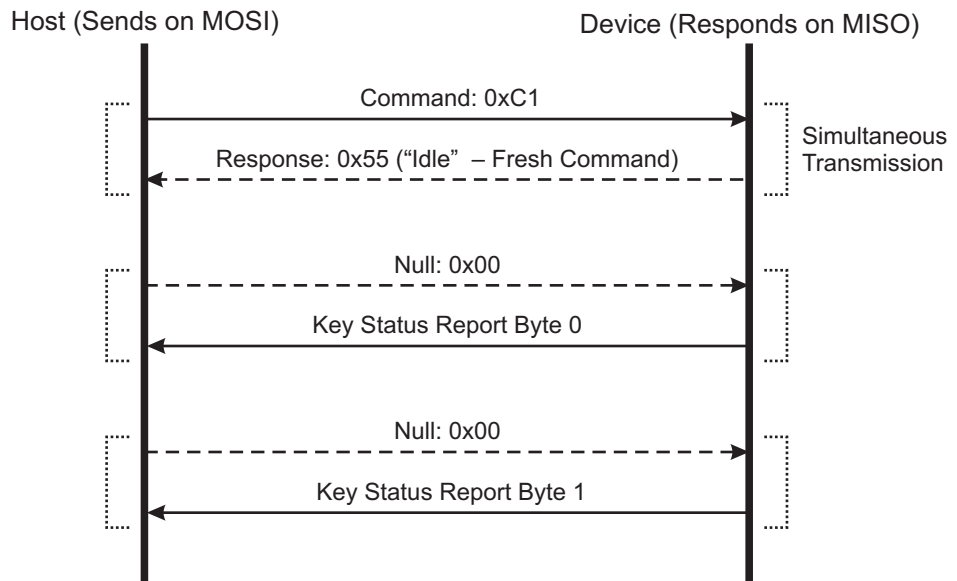 Host (Sends on MOSI)
Device (Responds on MISO)
Command: 0xC1
Response: 0x55 (“Idle” – Fresh Command)
Simultaneous
Transmission
Null: 0x00
Key Status Report Byte 0
Null: 0x00
Key Status Report Byte 1